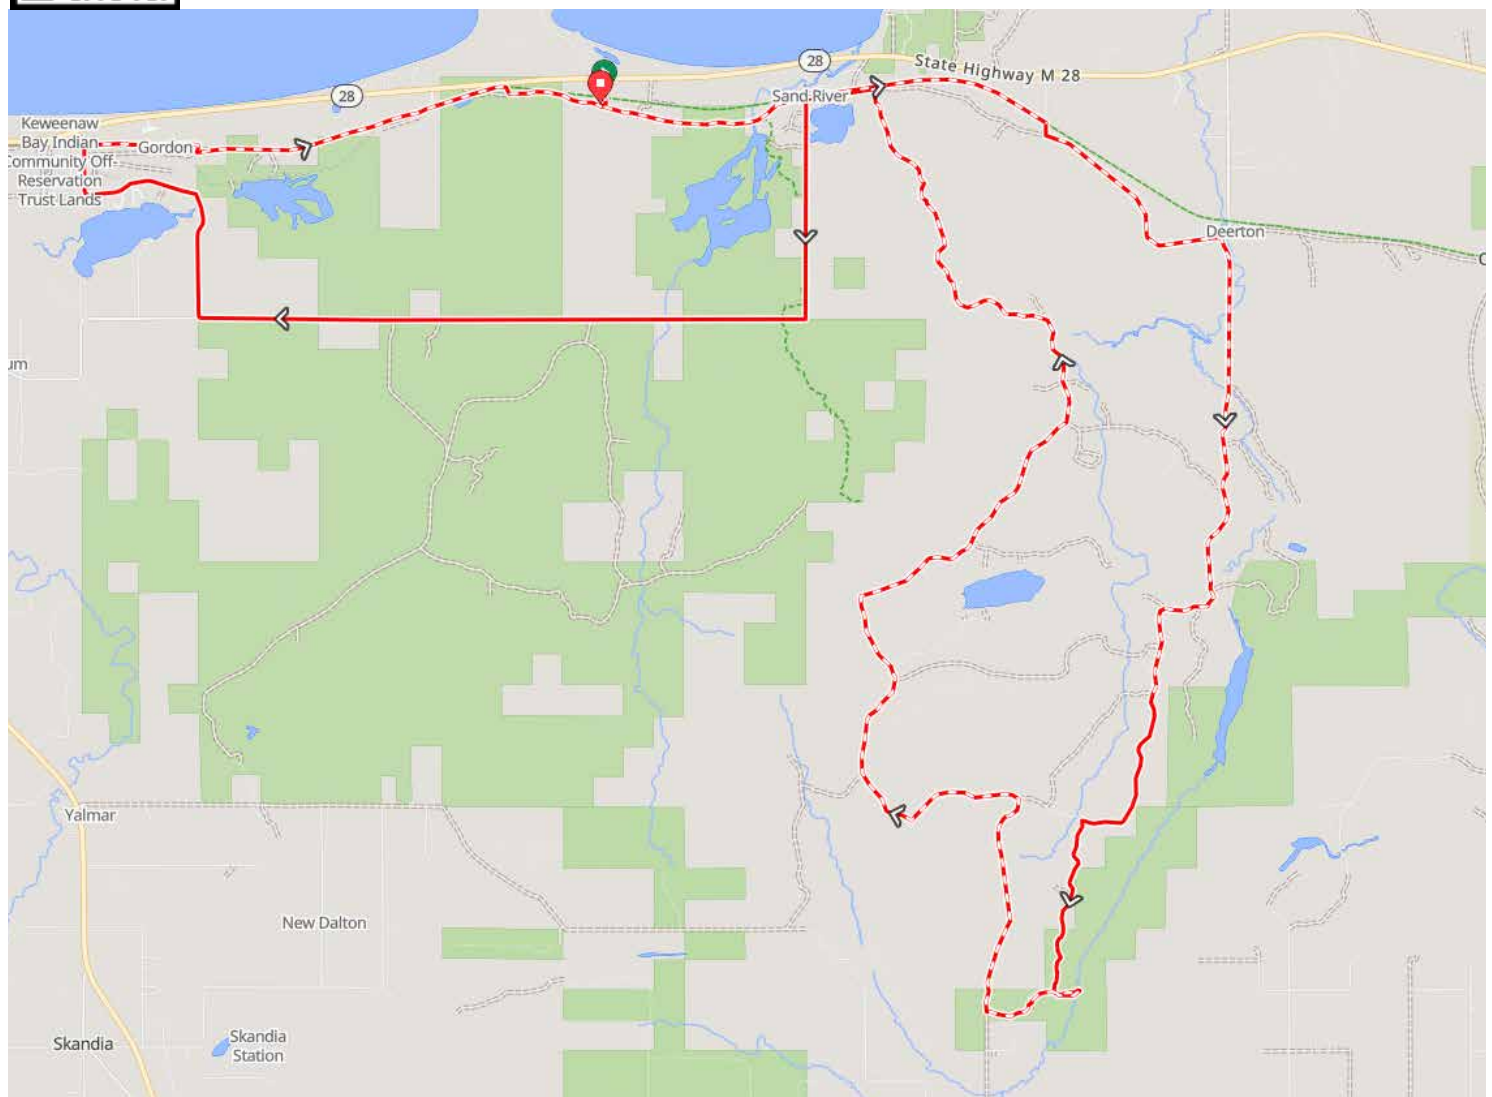 28
State Highway M 28
28
Sand River
Keweenaw
Bay Indian
Community Off-
Reservation
Trust Lands
Gordon
Deerton
um
Yalmar
New Dalton
Skandia
Skandia
Station